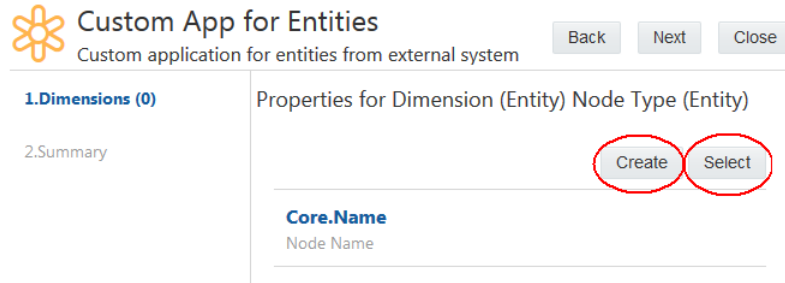 Custom App for Entities
Custom application for entities from external system
Back Next Close
1.Dimensions (0)
2.Summary
Properties for Dimension (Entity) Node Type (Entity)
Create Select
Core.Name
Node Name